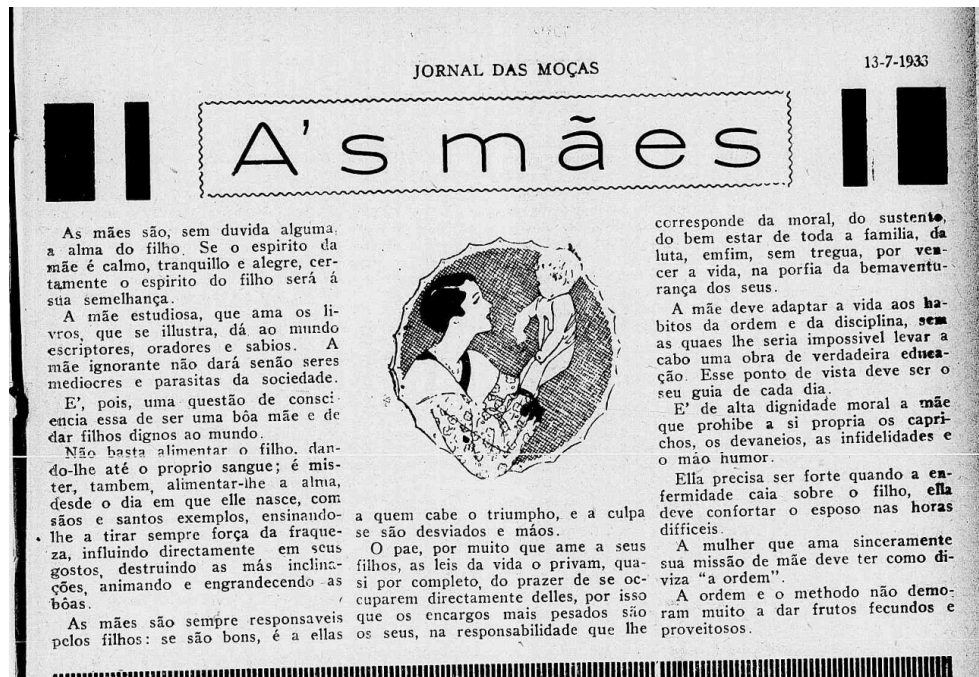 JORNAL DAS MOÇAS
13-7-1933
A's mães
As mães são, sem duvida alguma,
a alma do filho. Se o espirito da
mãe é calmo, tranquillo e alegre, cer-
tamente o espirito do filho será á
sua semelhança.
A mãe estudiosa, que ama os li-
vros, que se illustra, dá ao mundo
escriptores, oradores e sabios. A
mãe ignorante não dará senão seres
mediocres e parasitas da sociedade.
E', pois, uma questão de consci
encia essa de ser uma bôa mãe e de
dar filhos dignos ao mundo.
Não basta alimentar o filho, dan-
do-lhe até o proprio sangue; é mis-
ter, tambem, alimentar-lhe a alma,
desde o dia em que elle nasce, com
sãos e santos exemplos, ensinando-
lhe a tirar sempre força da fraque-
za, influindo directamente em seus
gostos, destruindo as más inclina-
ções, animando e engrandecendo as
bôas.
As mães são sempre responsaveis
pelos filhos: se são bons, é a ellas
a quem cabe o triumpho, e a culpa
se são desviados e máos.
O pae, por muito que ame a seus
filhos, as leis da vida o privam, qua-
si por completo, do prazer de se oc-
cuparem directamente delles, por isso
que os encargos mais pesados são
os seus, na responsabilidade que lhe
corresponde da moral, do sustento,
do bem estar de toda a familia, da
luta, emfim, sem tregua, por ven-
cer a vida, na porfia da bemaventu-
rança dos seus.
A mãe deve adaptar a vida aos ha-
bitos da ordem e da disciplina, sem
as quaes lhe seria impossivel levar a
cabo uma obra de verdadeira educa-
ção. Esse ponto de vista deve ser o
seu guia de cada dia.
E' de alta dignidade moral a mãe
que prohibe a si propria os capri-
chos, os devaneios, as infidelidades e
o máo humor.
Ella precisa ser forte quando a en-
fermidade caia sobre o filho, ella
deve confortar o esposo nas horas
difficeis.
A mulher que ama sinceramente
sua missão de mãe deve ter como di-
viza "a ordem".
A ordem e o methodo não demo-
ram muito a dar frutos fecundos e
proveitosos.